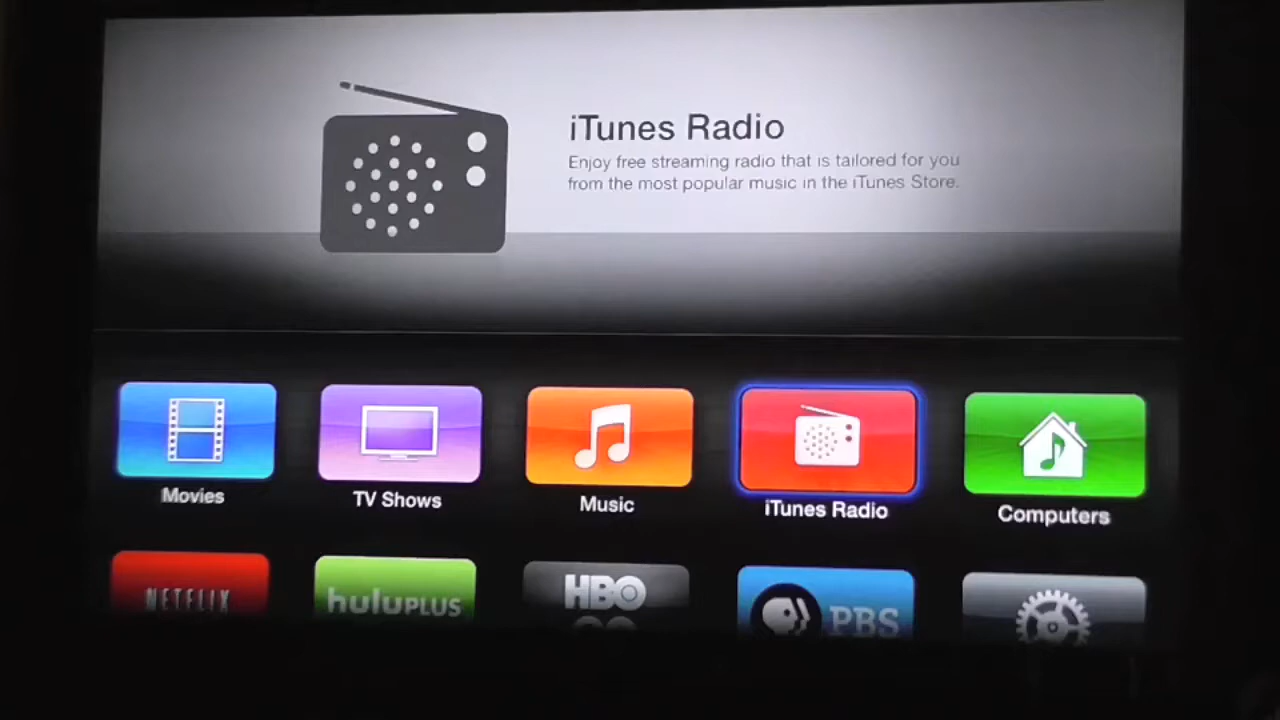 iTunes Radio
Enjoy free streaming radio that is tailored for you
from the most popular music in the iTunes Store.
Movies
TV Shows
Music
iTunes Radio
Computers
NETFLIX
huluPLUS
HBO
GO
PBS